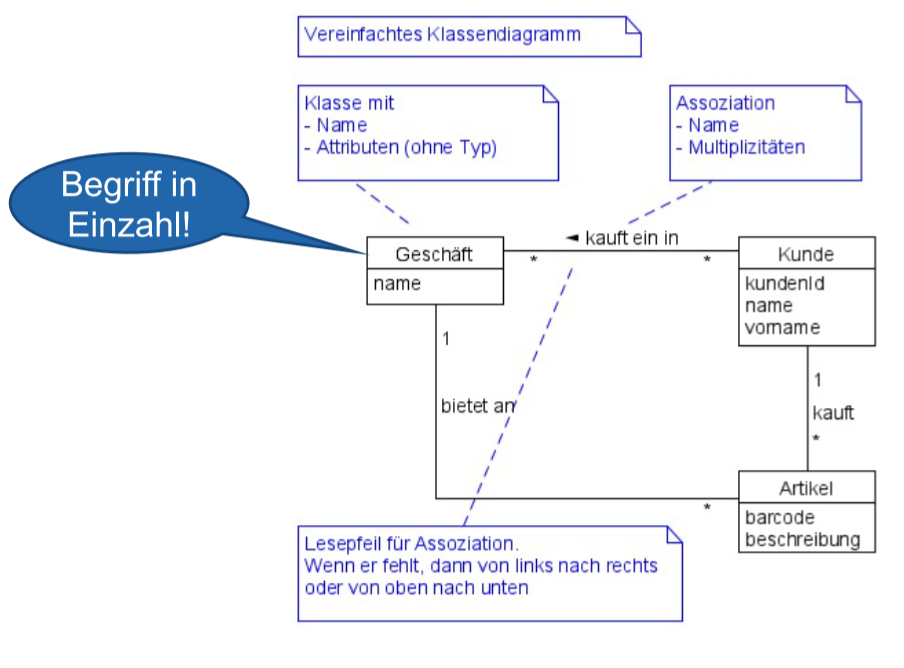 Vereinfachtes Klassendiagramm
Klasse mit
- Name
- Attributen (ohne Typ)
Assoziation
- Name
- Multiplizitäten
Begriff in
Einzahl!
◄ kauft ein in
Geschäft
*
*
Kunde
name
kundenId
name
vorname
1
bietet an
1
kauft
*
*
Artikel
barcode
beschreibung
Lesepfeil für Assoziation.
Wenn er fehlt, dann von links nach rechts
oder von oben nach unten